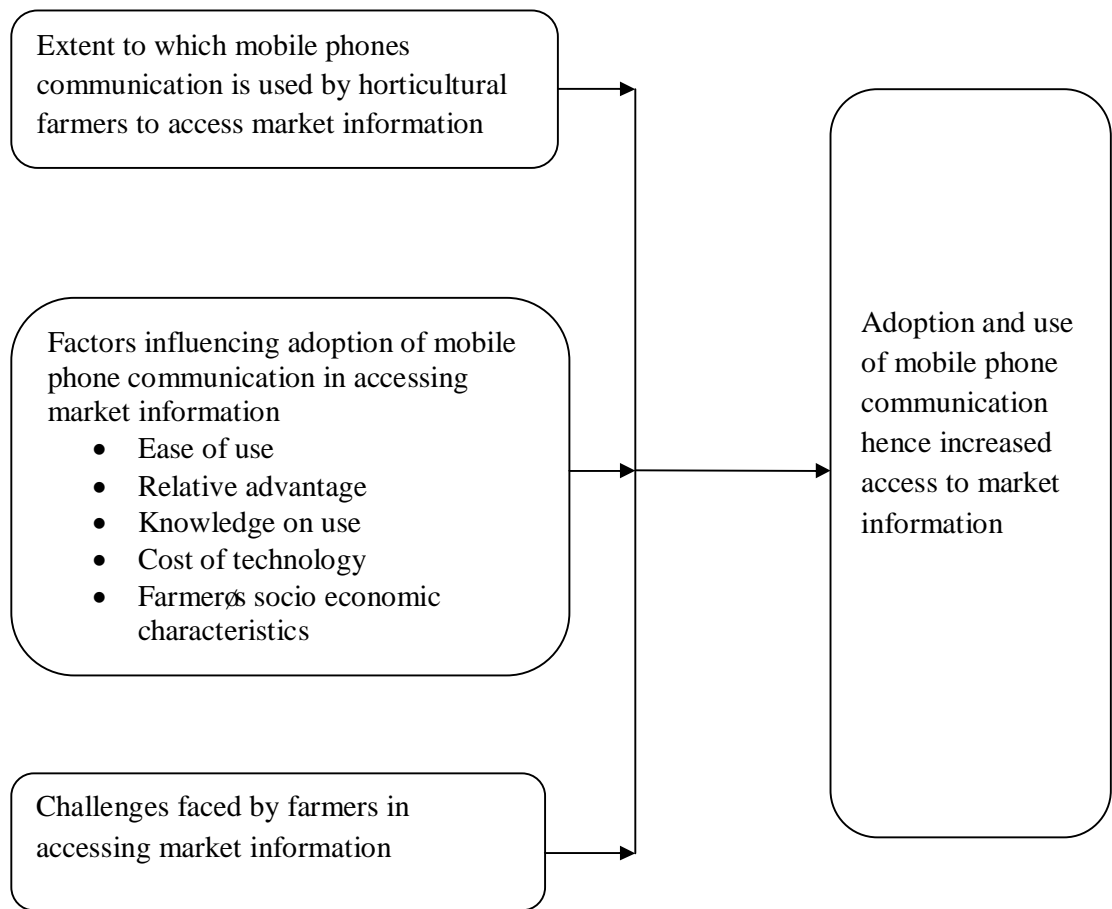 Extent to which mobile phones
communication is used by horticultural
farmers to access market information
Factors influencing adoption of mobile
phone communication in accessing
market information
• Ease of use
• Relative advantage
• Knowledge on use
• Cost of technology
• Farmerøs socio economic
characteristics
Challenges faced by farmers in
accessing market information
Adoption and use
of mobile phone
communication
hence increased
access to market
information